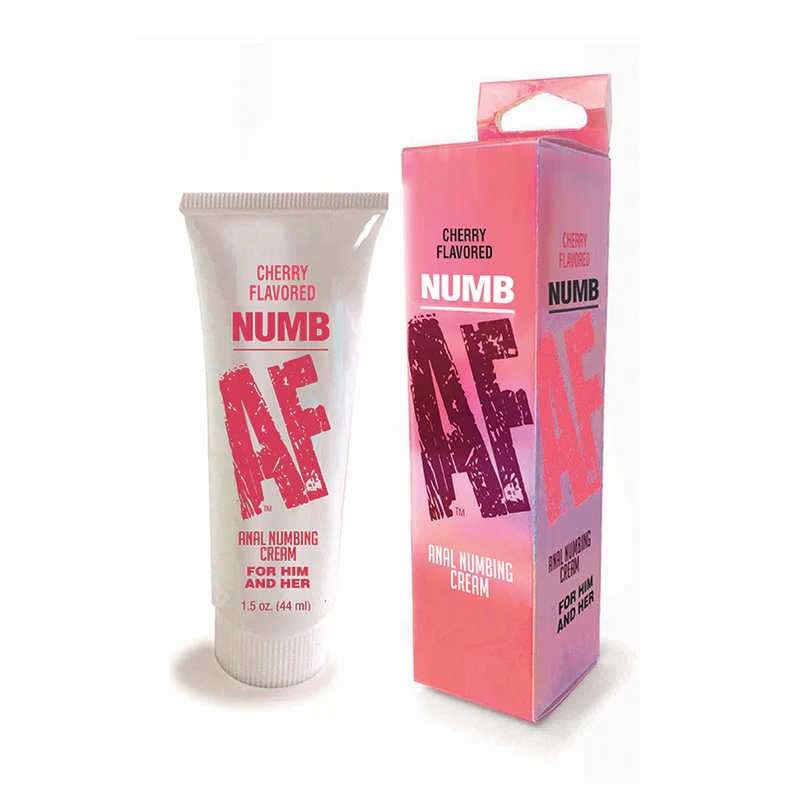 CHERRY
FLAVORED
NUMB
AF
TM
ANAL NUMBING
CREAM
FOR HIM
AND HER
1.5 oz. (44 ml)
CHERRY
FLAVORED
NUMB
AF
TM
ANAL NUMBING
CREAM
CHERRY
FLAVORED
NUMB
AF
ANAL NUMBING
CREAM
FOR HIM
AND HER